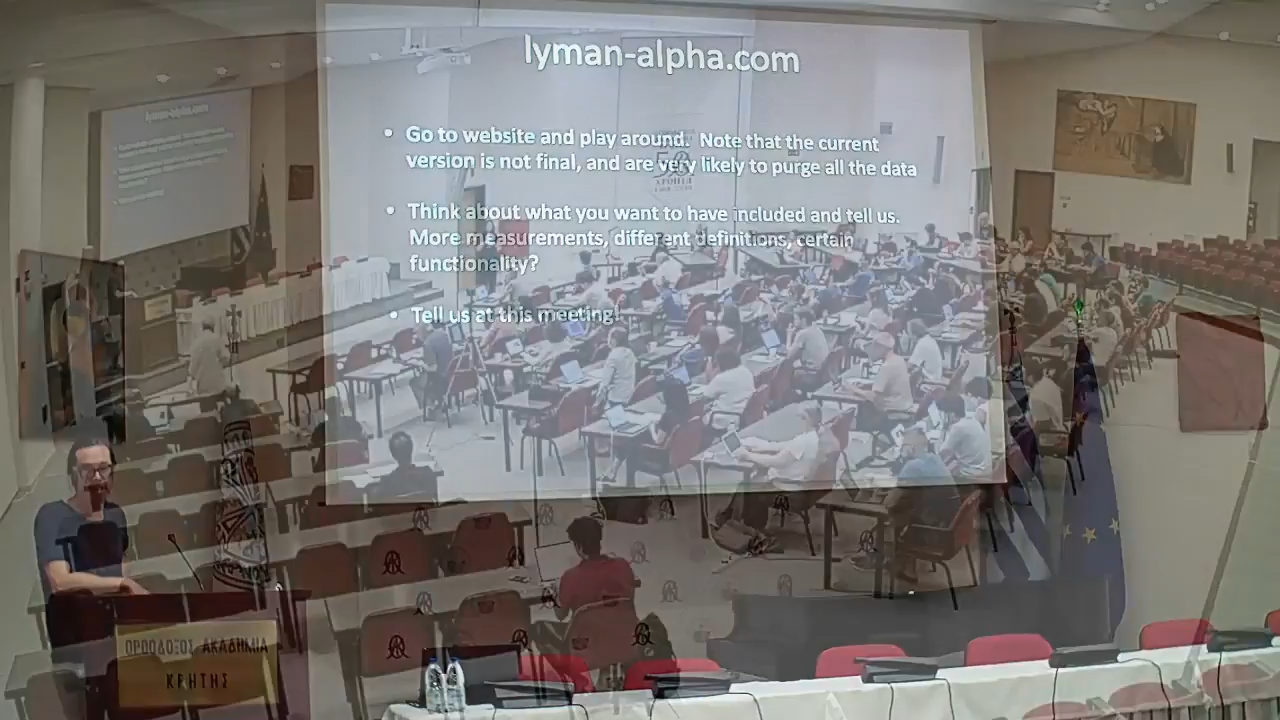 lyman-alpha.com
• Go to website and play around. Note that the current
version is not final, and are very likely to purge all the data
• Think about what you want to have included and tell us.
More measurements, different definitions, certain
functionality?
• Tell us at this meeting!
ΟΡΘΟΔΟΞΟΣ ΑΚΑΔΗΜΙΑ
ΚΡΗΤΗΣ